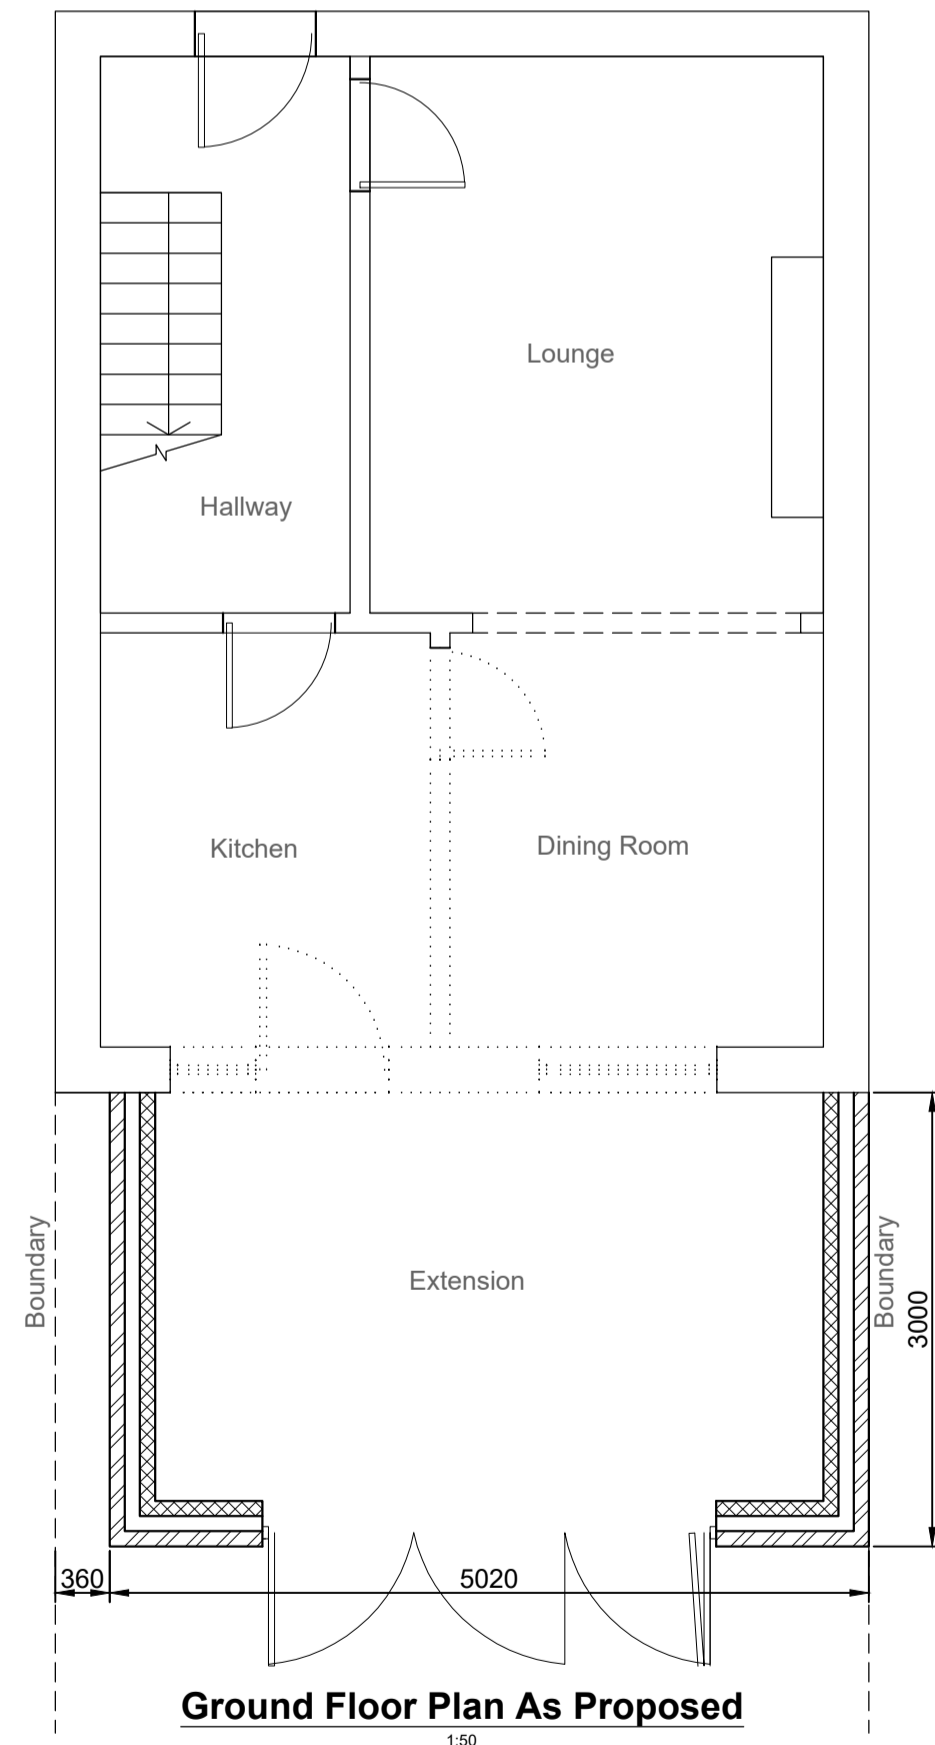 Lounge
Hallway
Kitchen
Dining Room
Boundary
Extension
Boundary
3000
360
5020
Ground Floor Plan As Proposed
1:50